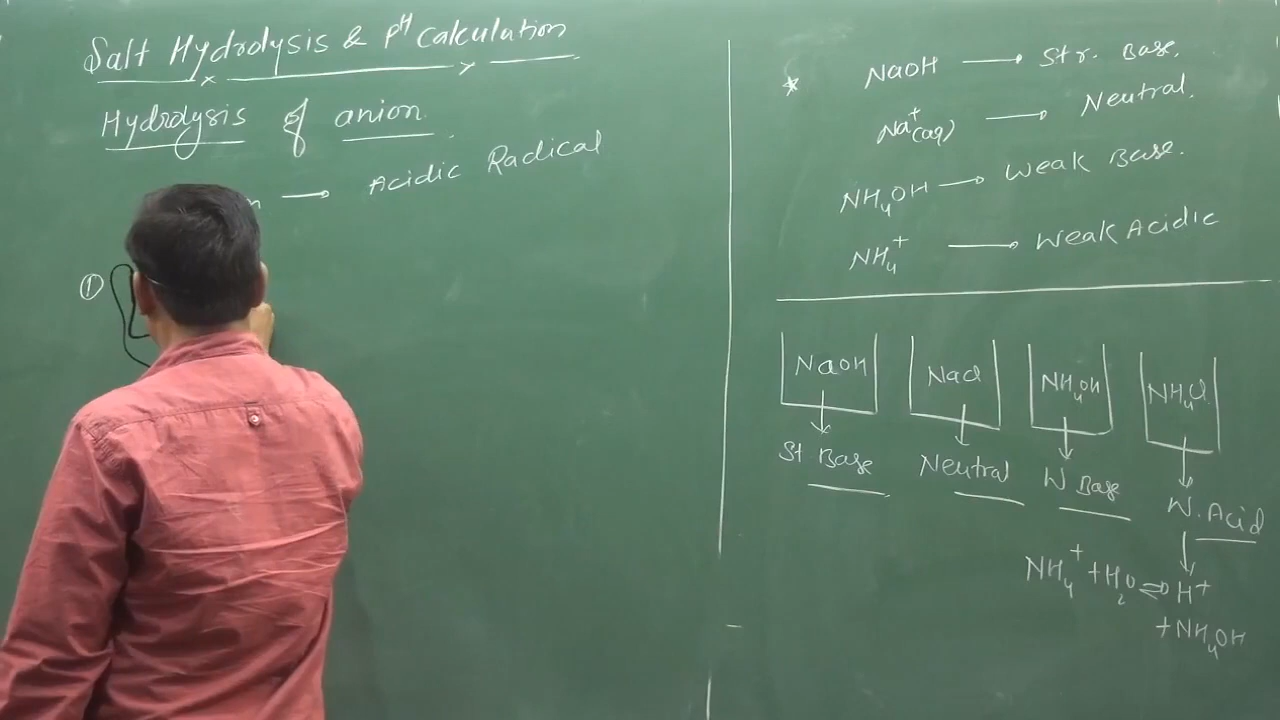 Salt Hydrolysis & pH calculation
Hydrolysis of anion.
→ Acidic Radical
①
* NaOH → Str. Base.
Na⁺(aq) → Neutral.
NH₄OH → Weak Base.
NH₄⁺ → Weak Acidic
NaOH NaCl NH₄OH NH₄Cl
↓ ↓ ↓ ↓
St Base Neutral W Base W. Acid
↓
NH₄⁺ + H₂O ⇌ H⁺
+ NH₄OH